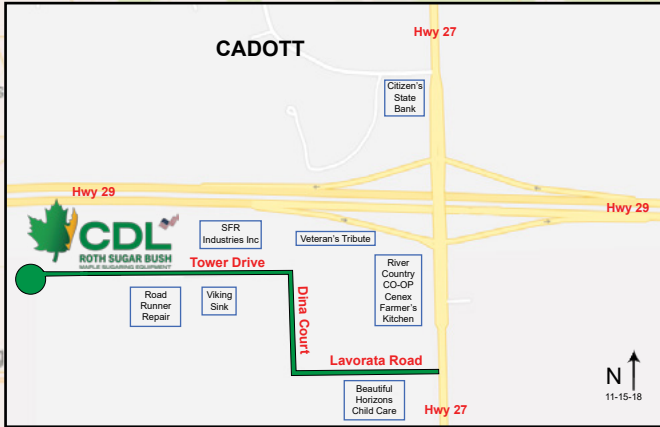 Hwy 27
CADOTT
Citizen's
State
Bank
Hwy 29
Hwy 29
CDL
ROTH SUGAR BUSH
MAPLE SUGARING EQUIPMENT
SFR
Industries Inc
Veteran's Tribute
Tower Drive
River
Country
CO-OP
Cenex
Farmer's
Kitchen
Road
Runner
Repair
Viking
Sink
Dina Court
Lavorata Road
Beautiful
Horizons
Child Care
Hwy 27
N
11-15-18